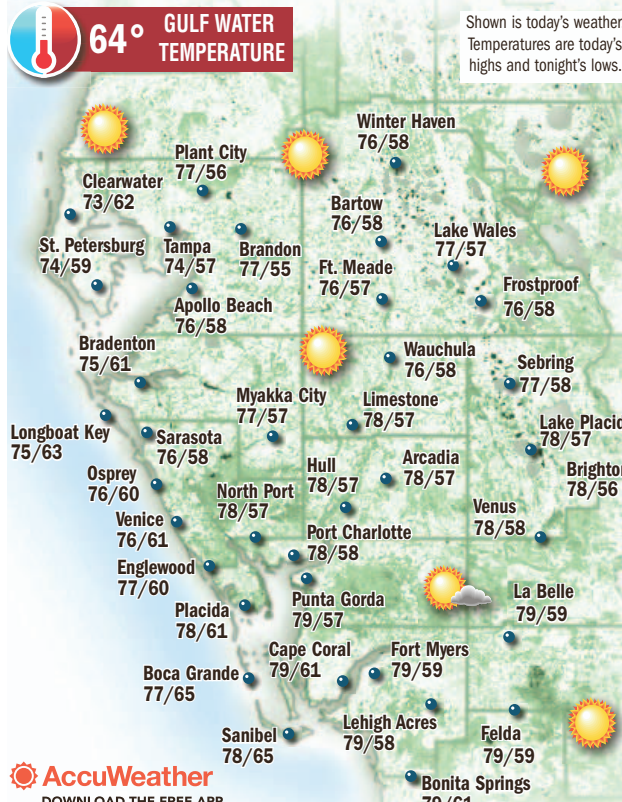 64° GULF WATER
TEMPERATURE
Shown is today's weather
Temperatures are today's
highs and tonight's lows.
Winter Haven
76/58
Plant City
77/56
Clearwater
73/62
Bartow
76/58
Lake Wales
77/57
St. Petersburg
74/59
Tampa
74/57
Brandon
77/55
Ft. Meade
76/57
Frostproof
76/58
Apollo Beach
76/58
Bradenton
75/61
Wauchula
76/58
Sebring
77/58
Myakka City
77/57
Limestone
78/57
Longboat Key
75/63
Sarasota
76/58
Lake Placid
78/57
Osprey
76/60
Hull
78/57
Arcadia
78/57
Brighto
78/56
North Port
78/57
Venus
78/58
Venice
76/61
Port Charlotte
78/58
Englewood
77/60
Punta Gorda
79/57
La Belle
79/59
Placida
78/61
Cape Coral
79/61
Fort Myers
79/59
Boca Grande
77/65
Lehigh Acres
79/58
Felda
79/59
Sanibel
78/65
Bonita Springs
AccuWeather
DOWNLOAD THE FREE APP